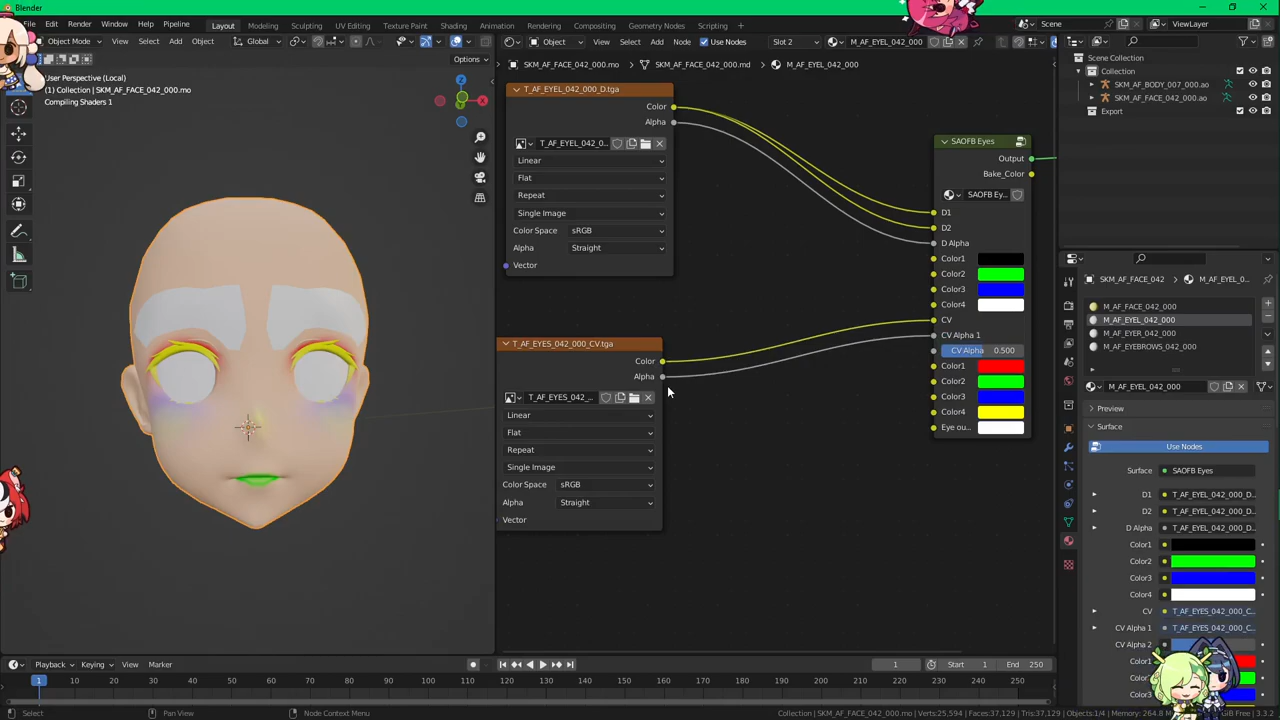 Blender
File Edit Render Window Help Pipeline
Layout Modeling Sculpting UV Editing Texture Paint Shading Animation Rendering Compositing Geometry Nodes Scripting
Scene ViewLayer
Object Mode View Select Add Object Global
Object View Select Add Node Use Nodes Slot 2 M_AF_EYEL_042_000
Options
SKM_AF_FACE_042_000.mo SKM_AF_FACE_042_000.md M_AF_EYEL_042_000
User Perspective (Local)
(1) Collection | SKM_AF_FACE_042_000.mo
Compiling Shaders 1
Z
T_AF_EYEL_042_000_D.tga
Color
Alpha
T_AF_EYEL_042_0...
Linear
Flat
Repeat
Single Image
Color Space sRGB
Alpha Straight
Vector
T_AF_EYES_042_000_CV.tga
Color
Alpha
T_AF_EYES_042_...
Linear
Flat
Repeat
Single Image
Color Space sRGB
Alpha Straight
Vector
SAOFB Eyes
Output
Bake_Color
SAOFB Ey...
D1
D2
D Alpha
Color1
Color2
Color3
Color4
CV
CV Alpha 1
CV Alpha 0.500
Color1
Color2
Color3
Color4
Eye ou...
Scene Collection
Collection
SKM_AF_BODY_007_000.ao
SKM_AF_FACE_042_000.ao
Export
SKM_AF_FACE_042 M_AF_EYEL_0...
M_AF_FACE_042_000
M_AF_EYEL_042_000
M_AF_EYER_042_000
M_AF_EYEBROWS_042_000
M_AF_EYEL_042_000
Preview
Surface
Use Nodes
Surface SAOFB Eyes
D1 T_AF_EYEL_042_000_D...
D2 T_AF_EYEL_042_000_D...
D Alpha T_AF_EYEL_042_000_D...
Color1
Color2
Color3
Color4
CV T_AF_EYES_042_000_C...
CV Alpha 1 T_AF_EYES_042_000_C...
CV Alpha 2
Color1
Color2
Color3
Playback Keying View Marker
1 Start 1 End 250
1 10 20 30 40 50 60 70 80 90 100 110 120 130 140 150 160 170 180 190 200 210 220 230 240 250
Select Pan View Node Context Menu
Collection | SKM_AF_FACE_042_000.mo | Verts:25,594 | Faces:37,129 | Tris:37,129 | Objects:1/4 | Memory: 264.8 M GiB Free | 3.3.2